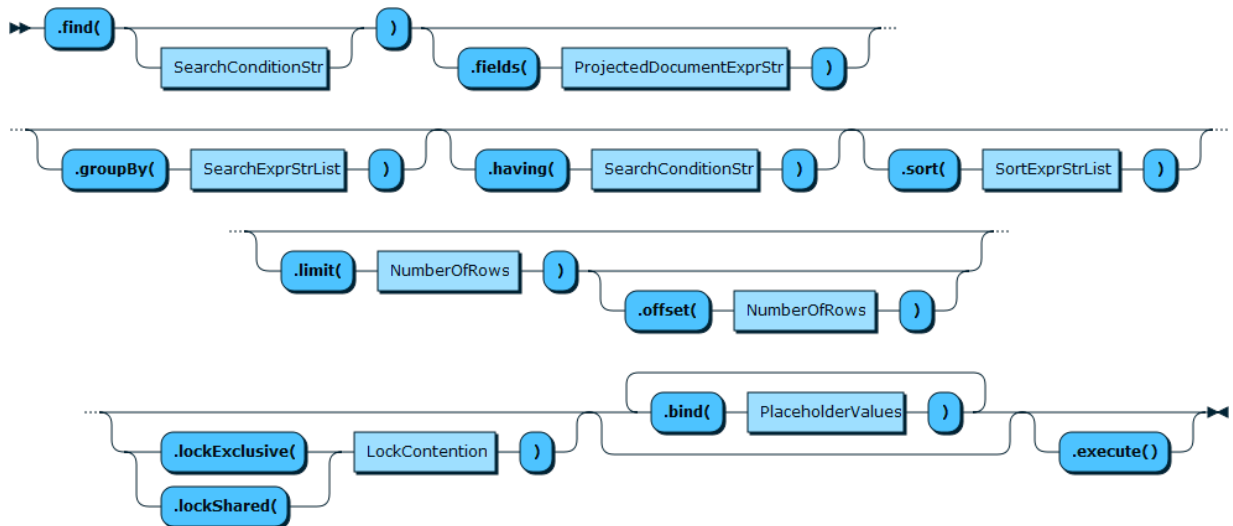 .find( )
SearchConditionStr .fields( ProjectedDocumentExprStr )
.groupBy( SearchExprStrList ) .having( SearchConditionStr ) .sort( SortExprStrList )
.limit( NumberOfRows )
.offset( NumberOfRows )
.bind( PlaceholderValues )
.lockExclusive( LockContention ) .execute()
.lockShared(